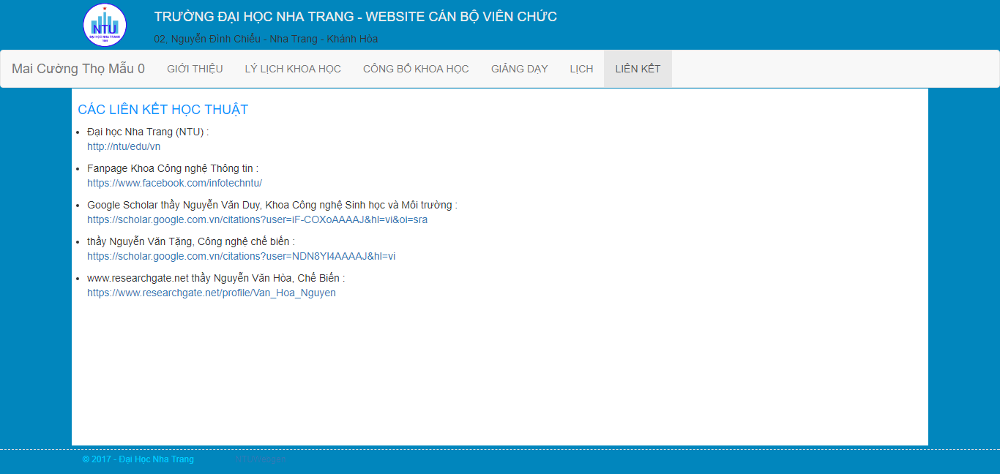 NTU
ĐẠI HỌC NHA TRANG
1959
TRƯỜNG ĐẠI HỌC NHA TRANG - WEBSITE CÁN BỘ VIÊN CHỨC
02, Nguyễn Đình Chiểu - Nha Trang - Khánh Hòa
Mai Cường Thọ Mẫu 0 GIỚI THIỆU LÝ LỊCH KHOA HỌC CÔNG BỐ KHOA HỌC GIẢNG DẠY LỊCH LIÊN KẾT
CÁC LIÊN KẾT HỌC THUẬT
• Đại học Nha Trang (NTU) :
http://ntu/edu/vn
• Fanpage Khoa Công nghệ Thông tin :
https://www.facebook.com/infotechntu/
• Google Scholar thầy Nguyễn Văn Duy, Khoa Công nghệ Sinh học và Môi trường :
https://scholar.google.com.vn/citations?user=iF-COXoAAAAJ&hl=vi&oi=sra
• thầy Nguyễn Văn Tặng, Công nghệ chế biến :
https://scholar.google.com.vn/citations?user=NDN8YI4AAAAJ&hl=vi
• www.researchgate.net thầy Nguyễn Văn Hòa, Chế Biến :
https://www.researchgate.net/profile/Van_Hoa_Nguyen
© 2017 - Đại Học Nha Trang